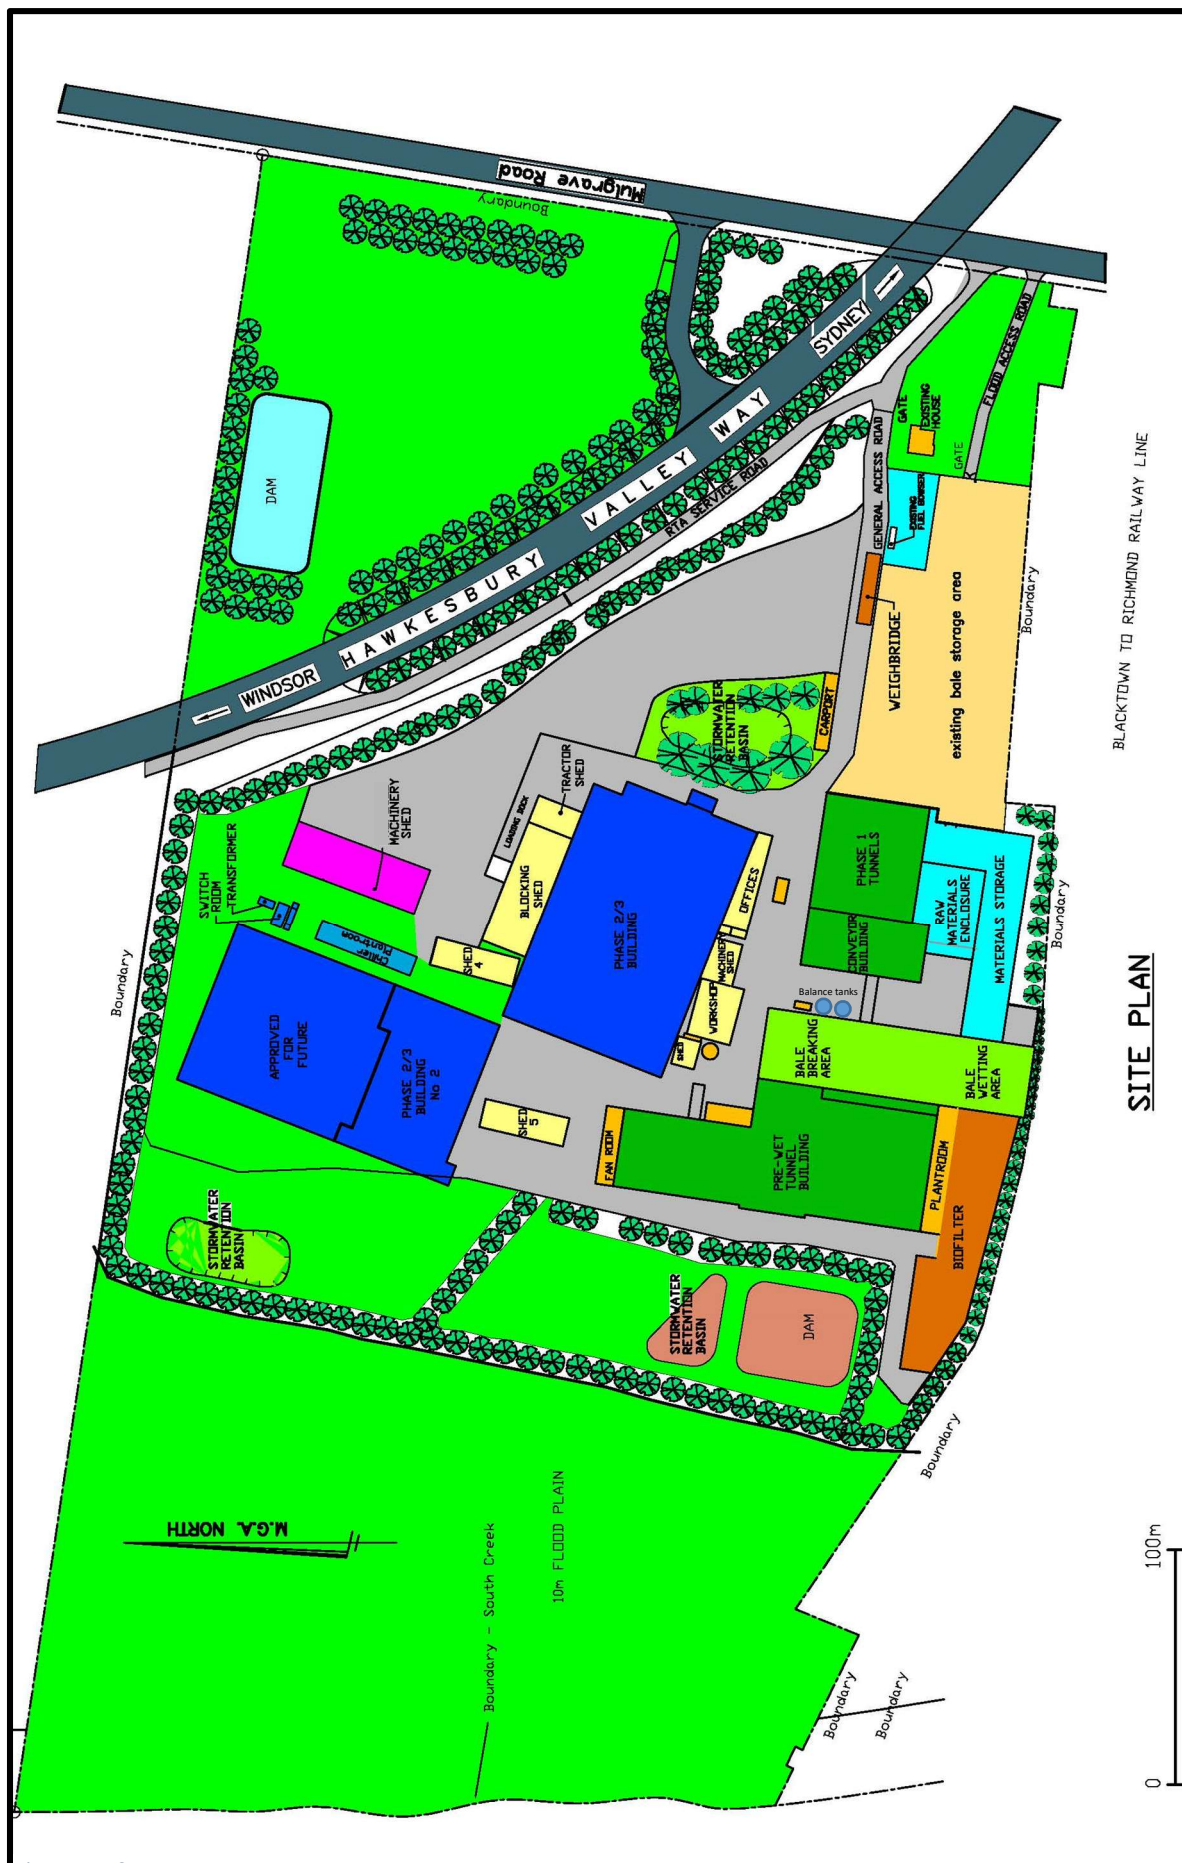 Mulgrave Road
Boundary
DAM
SYDNEY
HAWKESBURY VALLEY WAY
WINDSOR
RTA SERVICE ROAD
GENERAL ACCESS ROAD
GATE
EXISTING
HOUSE
FLOOD ACCESS ROAD
GATE
EXISTING
FUEL BOWSER
WEIGHBRIDGE
existing bale storage area
Boundary
BLACKTOWN TO RICHMOND RAILWAY LINE
STORMWATER
RETENTION
BASIN
CARPORT
TRACTOR
SHED
LOADING DOCK
MACHINERY
SHED
SWITCH
ROOM
TRANSFORMER
Chiller
Plantroom
BLOCKING
SHED
SHED
4
PHASE 2/3
BUILDING
OFFICES
MACHINERY
SHED
WORKSHOP
SHED
PHASE 1
TUNNELS
CONVEYOR
BUILDING
RAW
MATERIALS
ENCLOSURE
MATERIALS STORAGE
Boundary
Balance tanks
Boundary
APPROVED
FOR
FUTURE
PHASE 2/3
BUILDING
No 2
SHED
5
FAN ROOM
BALE
BREAKING
AREA
BALE
WETTING
AREA
PRE-WET
TUNNEL
BUILDING
PLANTROOM
BIOFILTER
STORMWATER
RETENTION
BASIN
STORMWATER
RETENTION
BASIN
DAM
Boundary
M.G.A. NORTH
10m FLOOD PLAIN
Boundary - South Creek
Boundary
Boundary
SITE PLAN
0
100m